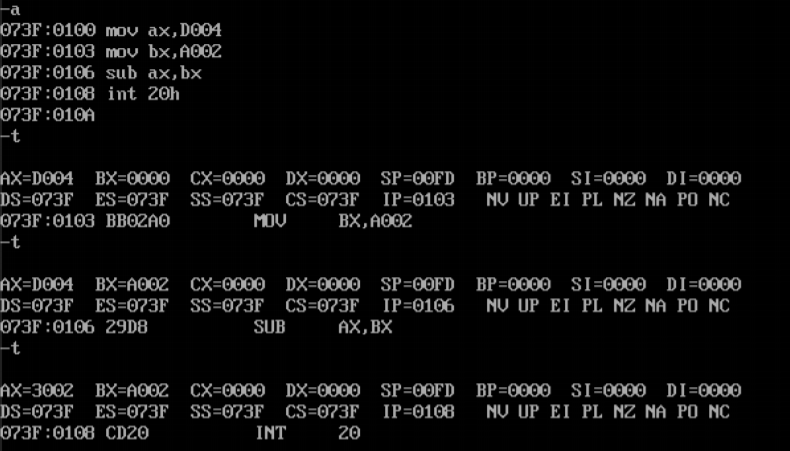 -a
073F:0100 mov ax,D004
073F:0103 mov bx,A002
073F:0106 sub ax,bx
073F:0108 int 20h
073F:010A
-t
AX=D004  BX=0000  CX=0000  DX=0000  SP=00FD  BP=0000  SI=0000  DI=0000
DS=073F  ES=073F  SS=073F  CS=073F  IP=0103   NV UP EI PL NZ NA PO NC
073F:0103 BB02A0        MOV     BX,A002
-t
AX=D004  BX=A002  CX=0000  DX=0000  SP=00FD  BP=0000  SI=0000  DI=0000
DS=073F  ES=073F  SS=073F  CS=073F  IP=0106   NV UP EI PL NZ NA PO NC
073F:0106 29D8          SUB     AX,BX
-t
AX=3002  BX=A002  CX=0000  DX=0000  SP=00FD  BP=0000  SI=0000  DI=0000
DS=073F  ES=073F  SS=073F  CS=073F  IP=0108   NV UP EI PL NZ NA PO NC
073F:0108 CD20          INT     20